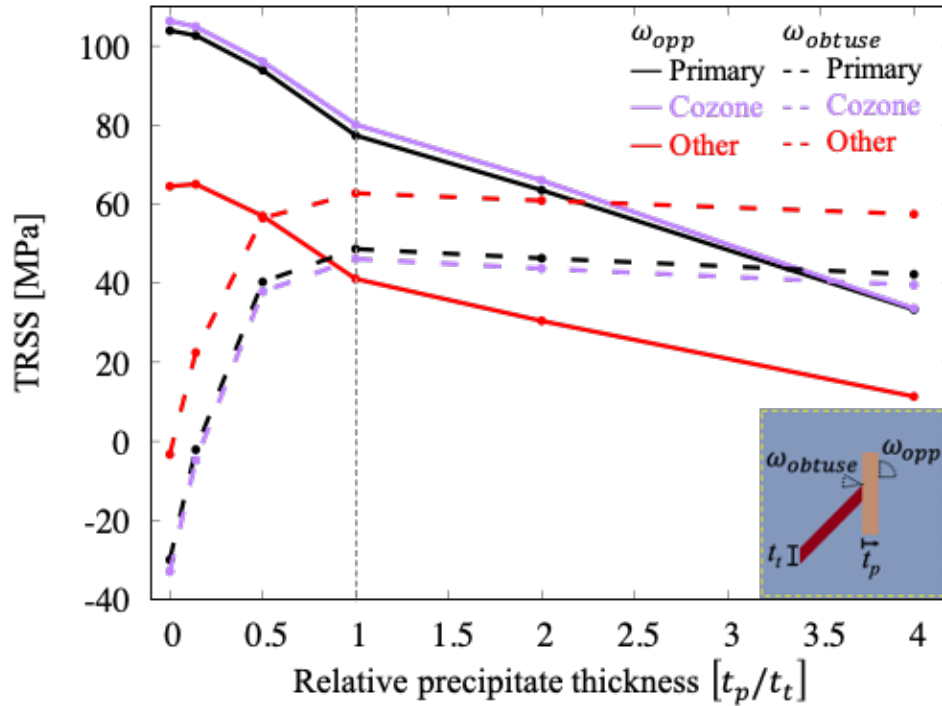 ω_opp ω_obtuse
Primary Primary
Cozone Cozone
Other Other
100
80
60
40
20
0
-20
-40
TRSS [MPa]
ω_obtuse ω_opp
t_t t_p
0 0.5 1 1.5 2 2.5 3 3.5 4
Relative precipitate thickness [t_p/t_t]